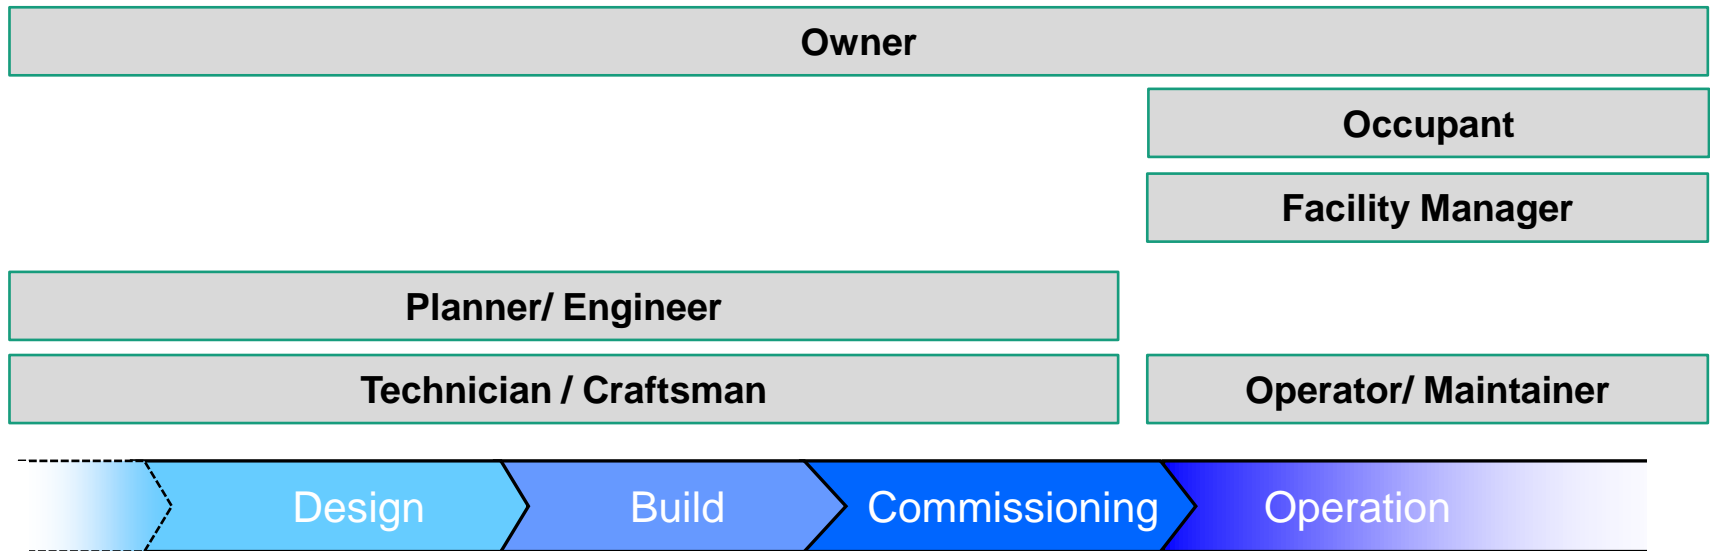 Owner
Occupant
Facility Manager
Planner/ Engineer
Technician / Craftsman
Operator/ Maintainer
Design
Build
Commissioning
Operation